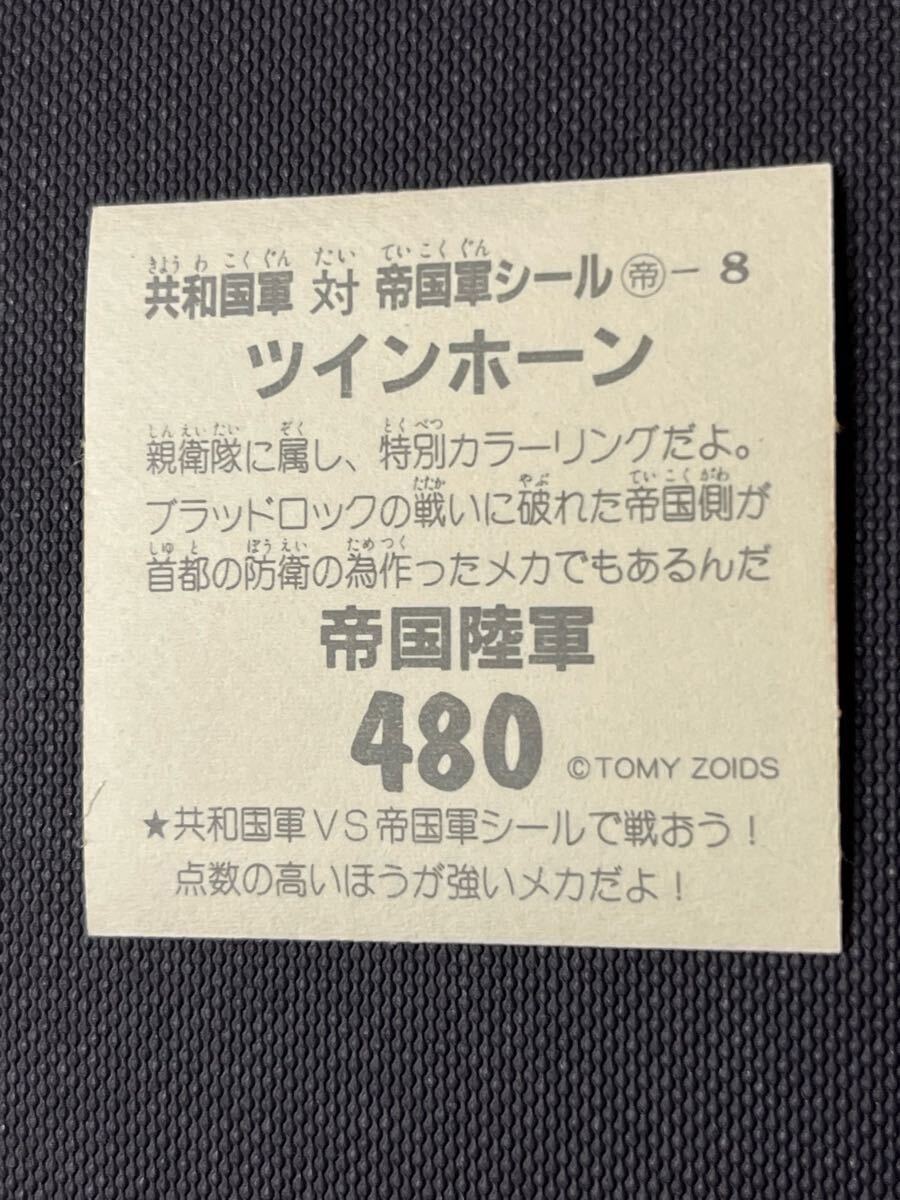 きょうわこくぐん たい ていこくぐん
共和国軍 対 帝国軍シール㊞帝－8
ツインホーン
しんえいたい ぞく とくべつ
親衛隊に属し、特別カラーリングだよ。
たたか やぶ ていこくがわ
ブラッドロックの戦いに破れた帝国側が
しゅと ぼうえい ためつく
首都の防衛の為作ったメカでもあるんだ
帝国陸軍
480 ©TOMY ZOIDS
★共和国軍VS帝国軍シールで戦おう！
点数の高いほうが強いメカだよ！